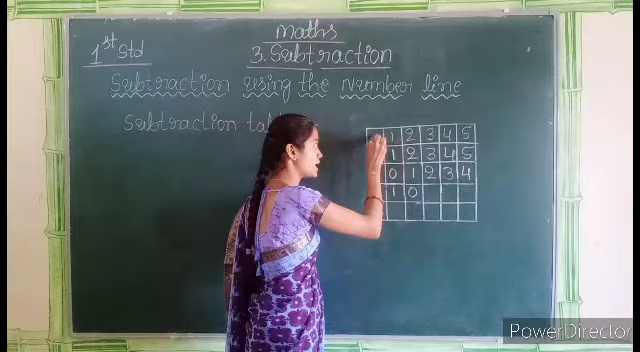 maths
1st Std
3. Subtraction
Subtraction using the number line
Subtraction
1 2 3 4 5
1 2 3 4 5
0 1 2 3 4
1 0
PowerDirector